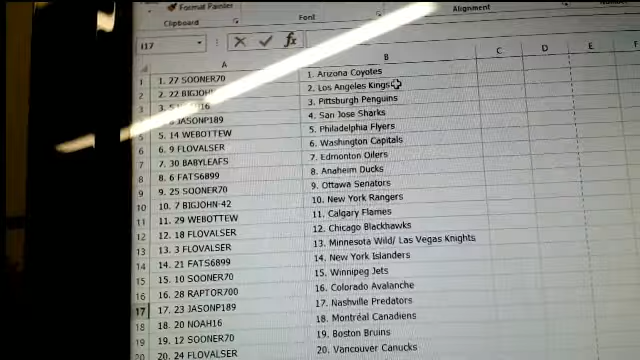 Format Painter
Clipboard Font Alignment
I17 fx
A B C D E F
1 1. 27 SOONER70 1. Arizona Coyotes
2 2. 22 2. Los Angeles Kings
3 3. 16 3. Pittsburgh Penguins
JASNP189 4. San Jose Sharks
5 5. 14 WEBOTTEW 5. Philadelphia Flyers
6 6. 9 FLOVALSER 6. Washington Capitals
7 7. 30 BABYLEAFS 7. Edmonton Oilers
8 8. 6 FATS6899 8. Anaheim Ducks
9 9. 25 SOONER70 9. Ottawa Senators
10 10. 7 BIGJOHN-42 10. New York Rangers
11 11. 29 WEBOTTEW 11. Calgary Flames
12 12. 18 FLOVALSER 12. Chicago Blackhawks
13 13. 3 FLOVALSER 13. Minnesota Wild/ Las Vegas Knights
14 14. 21 FATS6899 14. New York Islanders
15 15. 10 SOONER70 15. Winnipeg Jets
16 16. 28 RAPTOR700 16. Colorado Avalanche
17 17. 23 JASNP189 17. Nashville Predators
18 18. 20 NOAH16 18. Montréal Canadiens
19 19. 12 SOONER70 19. Boston Bruins
20 20. 24 FLOVALSER 20. Vancouver Canucks